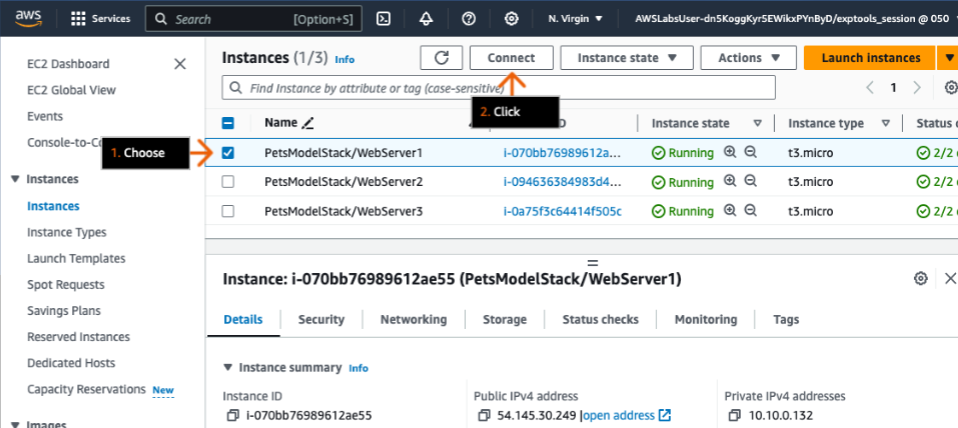 aws
Services
Search [Option+S]
N. Virgin
AWSLabsUser-dn5KoggKyr5EWikxPYnByD/exptools_session @ 050
EC2 Dashboard
EC2 Global View
Events
Console-to-Co
Instances
Instances
Instance Types
Launch Templates
Spot Requests
Savings Plans
Reserved Instances
Dedicated Hosts
Capacity Reservations New
Images
Instances (1/3) Info
Connect
Instance state
Actions
Launch instances
Find Instance by attribute or tag (case-sensitive)
1
1. Choose
2. Click
Name
ID
Instance state
Instance type
Status c
PetsModelStack/WebServer1 i-070bb76989612a... Running t3.micro 2/2
PetsModelStack/WebServer2 i-094636384983d4... Running t3.micro 2/2
PetsModelStack/WebServer3 i-0a75f3c64414f505c Running t3.micro 2/2
Instance: i-070bb76989612ae55 (PetsModelStack/WebServer1)
Details Security Networking Storage Status checks Monitoring Tags
Instance summary Info
Instance ID
i-070bb76989612ae55
Public IPv4 address
54.145.30.249 |open address
Private IPv4 addresses
10.10.0.132